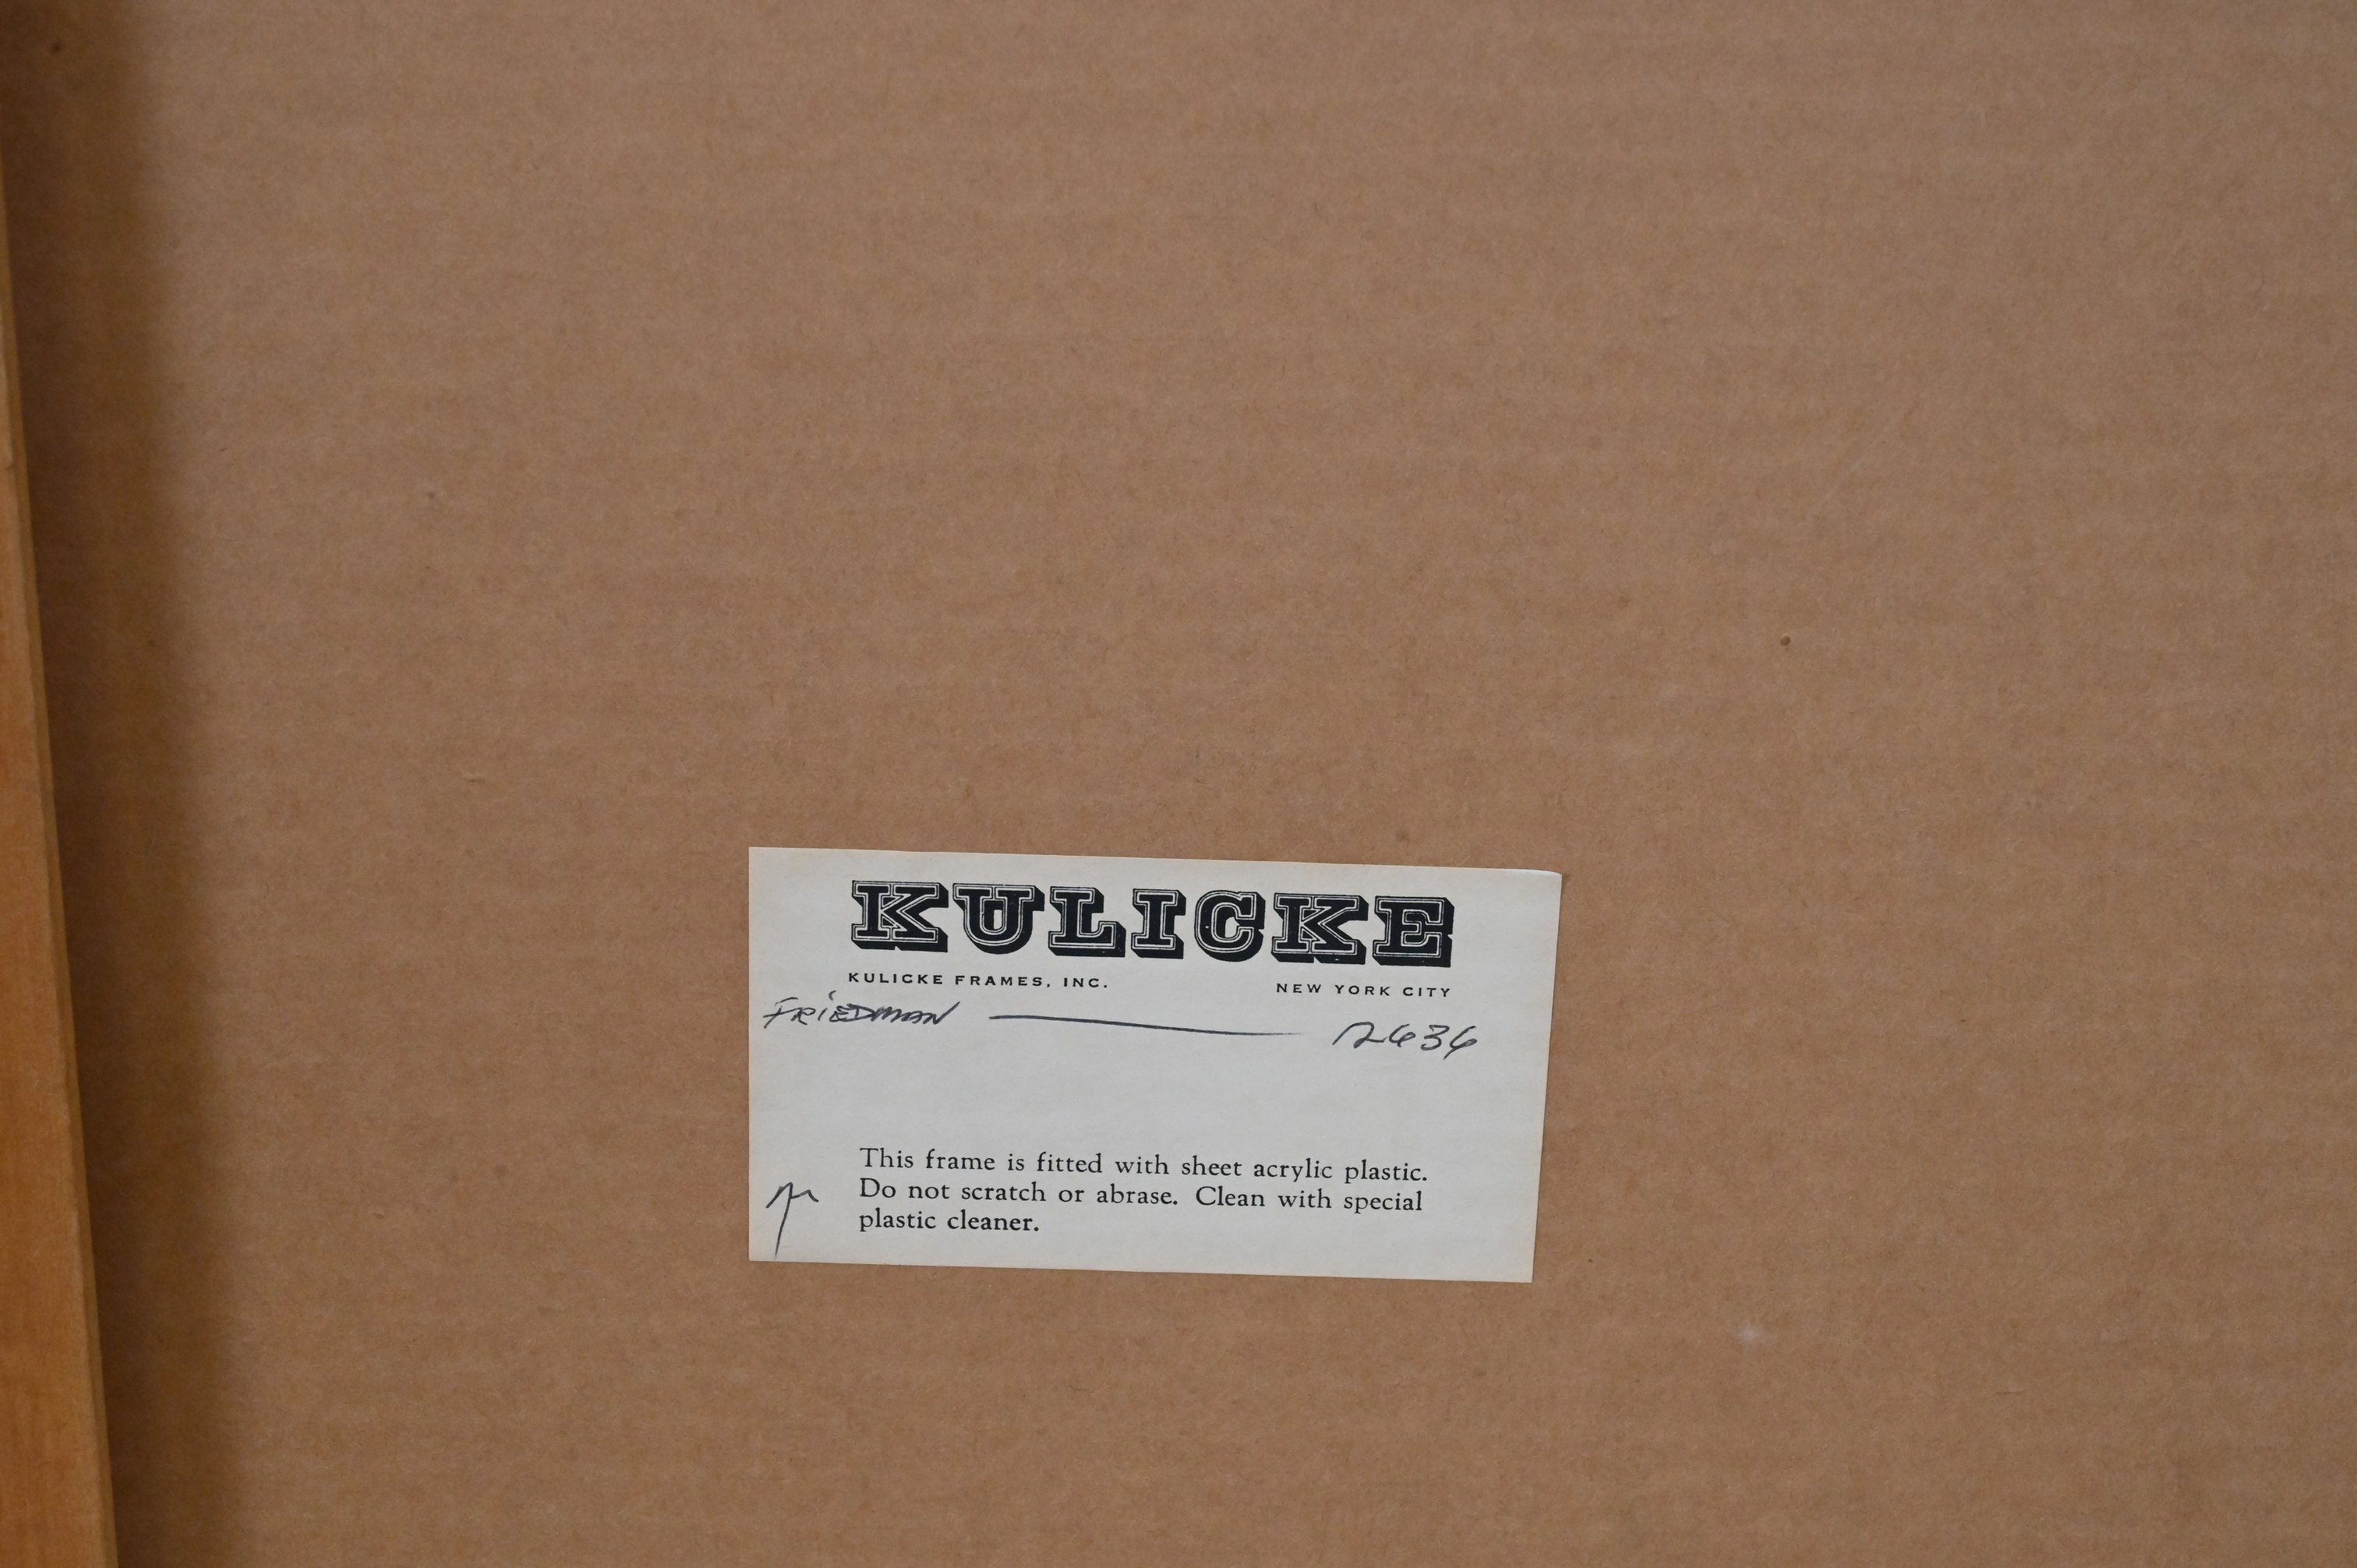 KULICKE
KULICKE FRAMES, INC. NEW YORK CITY
FRiEDMAN — 2636
This frame is fitted with sheet acrylic plastic.
Do not scratch or abrase. Clean with special
plastic cleaner.